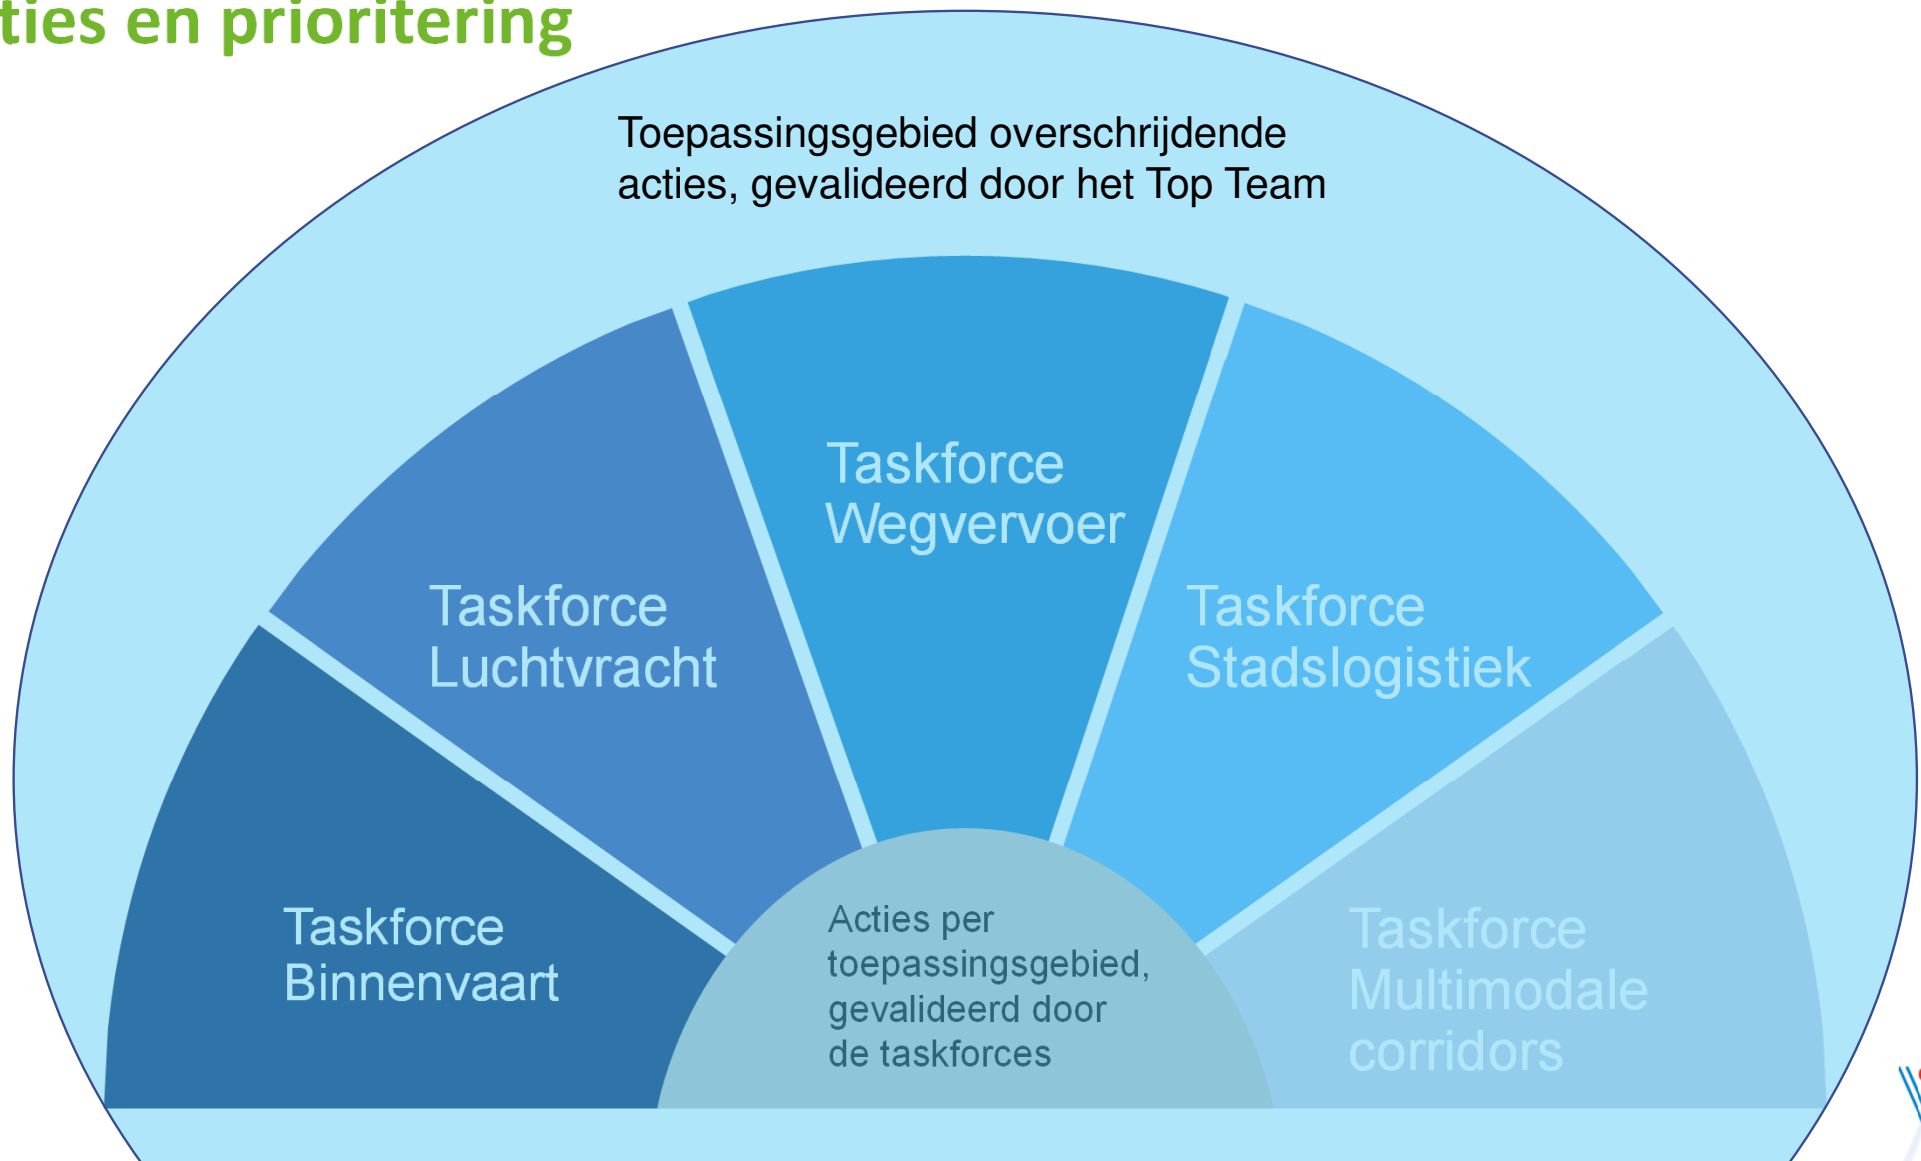 ties en prioritering
Toepassingsgebied overschrijdende
acties, gevalideerd door het Top Team
Taskforce
Wegvervoer
Taskforce
Luchtvracht
Taskforce
Stadslogistiek
Taskforce
Binnenvaart
Acties per
toepassingsgebied,
gevalideerd door
de taskforces
Taskforce
Multimodale
corridors